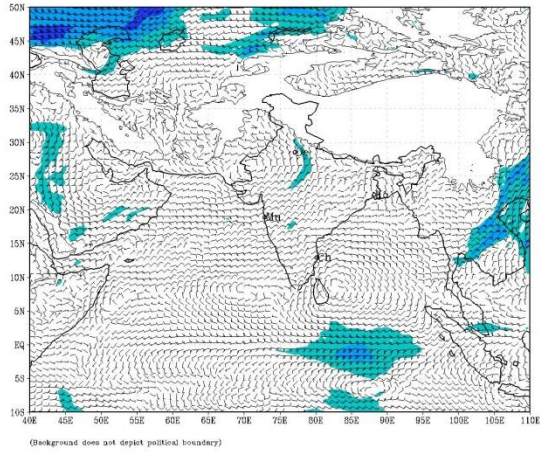 50N
45N
40N
35N
30N
25N
20N
15N
10N
5N
EQ
5S
10S
Mu
Ch
40E 45E 50E 55E 60E 65E 70E 75E 80E 85E 90E 95E 100E 105E 110E
(Background does not depict political boundary)